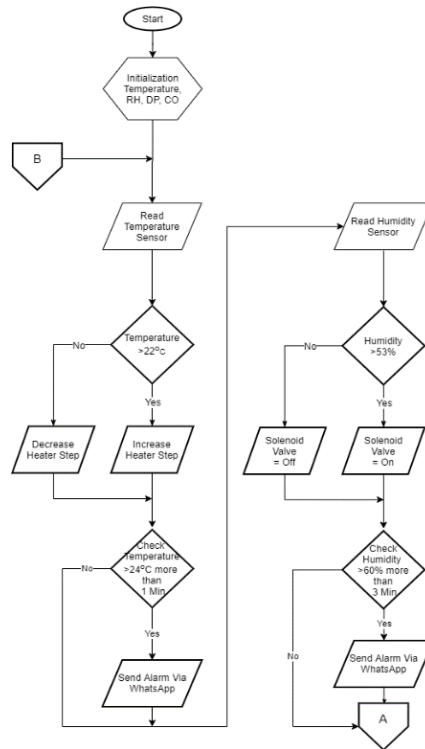 Start
Initialization
Temperature,
RH, DP, CO
B
Read
Temperature
Sensor
Temperature
>22°C
No
Yes
Decrease
Heater Step
Increase
Heater Step
Check
Temperature
>24°C more
than
1 Min
No
Yes
Send Alarm Via
WhatsApp
Read Humidity
Sensor
Humidity
>53%
No
Yes
Solenoid
Valve
= Off
Solenoid
Valve
= On
Check
Humidity
>60% more
than
3 Min
Yes
No
Send Alarm Via
WhatsApp
A